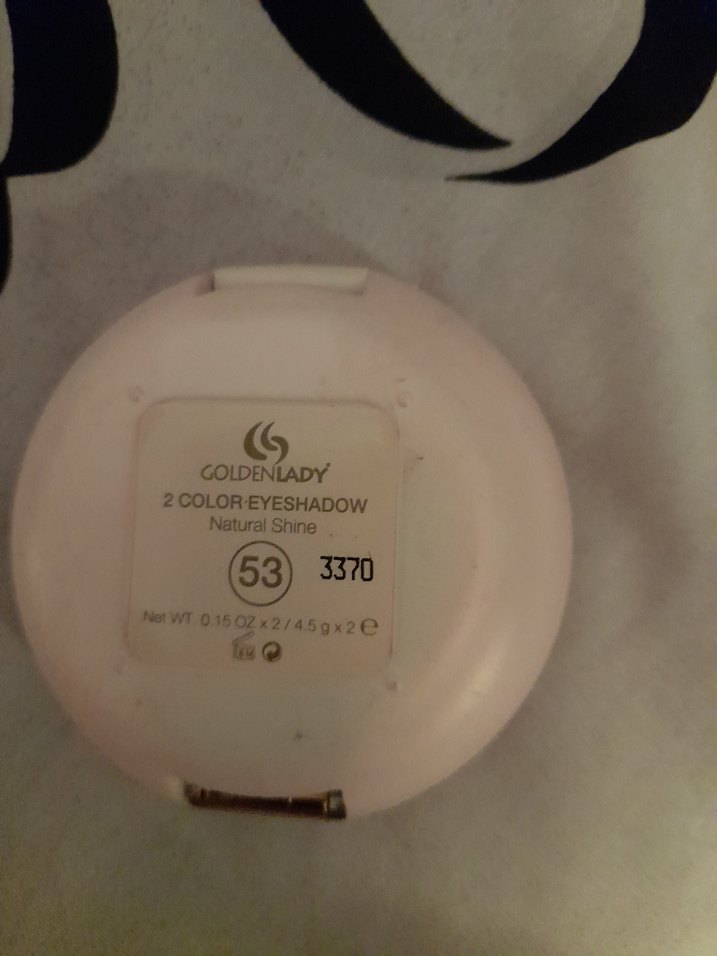 GOLDENLADY
2 COLOR EYESHADOW
Natural Shine
53 3370
Net WT. 0.15 OZ x 2 / 4.5 g x 2 e